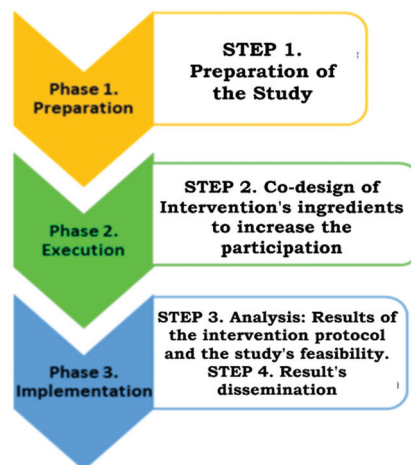 Phase 1.
Preparation
STEP 1.
Preparation of
the Study
Phase 2.
Execution
STEP 2. Co-design of
Intervention's ingredients
to increase the
participation
Phase 3.
Implementation
STEP 3. Analysis: Results of
the intervention protocol
and the study's feasibility.
STEP 4. Result's
dissemination